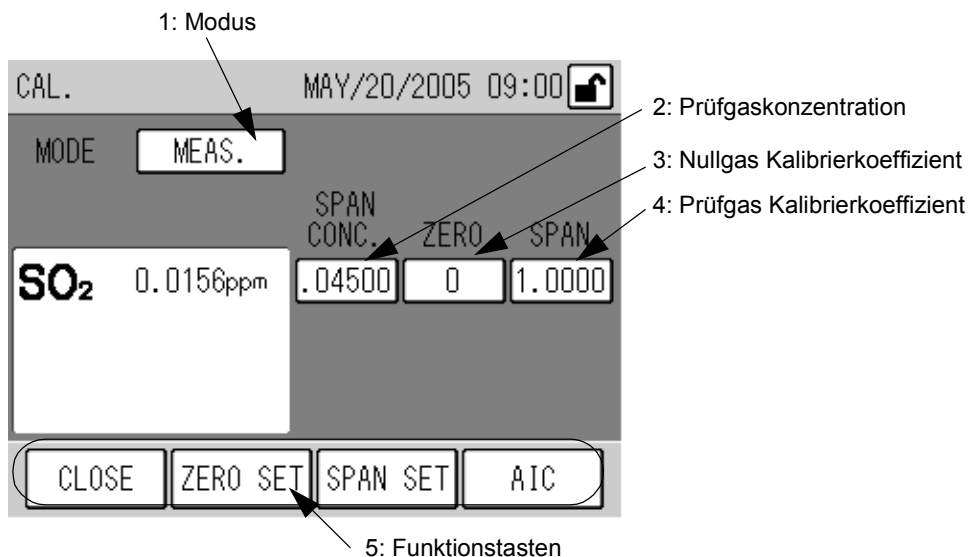 1: Modus
CAL. MAY/20/2005 09:00
2: Prüfgaskonzentration
MODE MEAS.
3: Nullgas Kalibrierkoeffizient
4: Prüfgas Kalibrierkoeffizient
SPAN
CONC. ZERO SPAN
SO₂ 0.0156ppm .04500 0 1.0000
CLOSE ZERO SET SPAN SET AIC
5: Funktionstasten